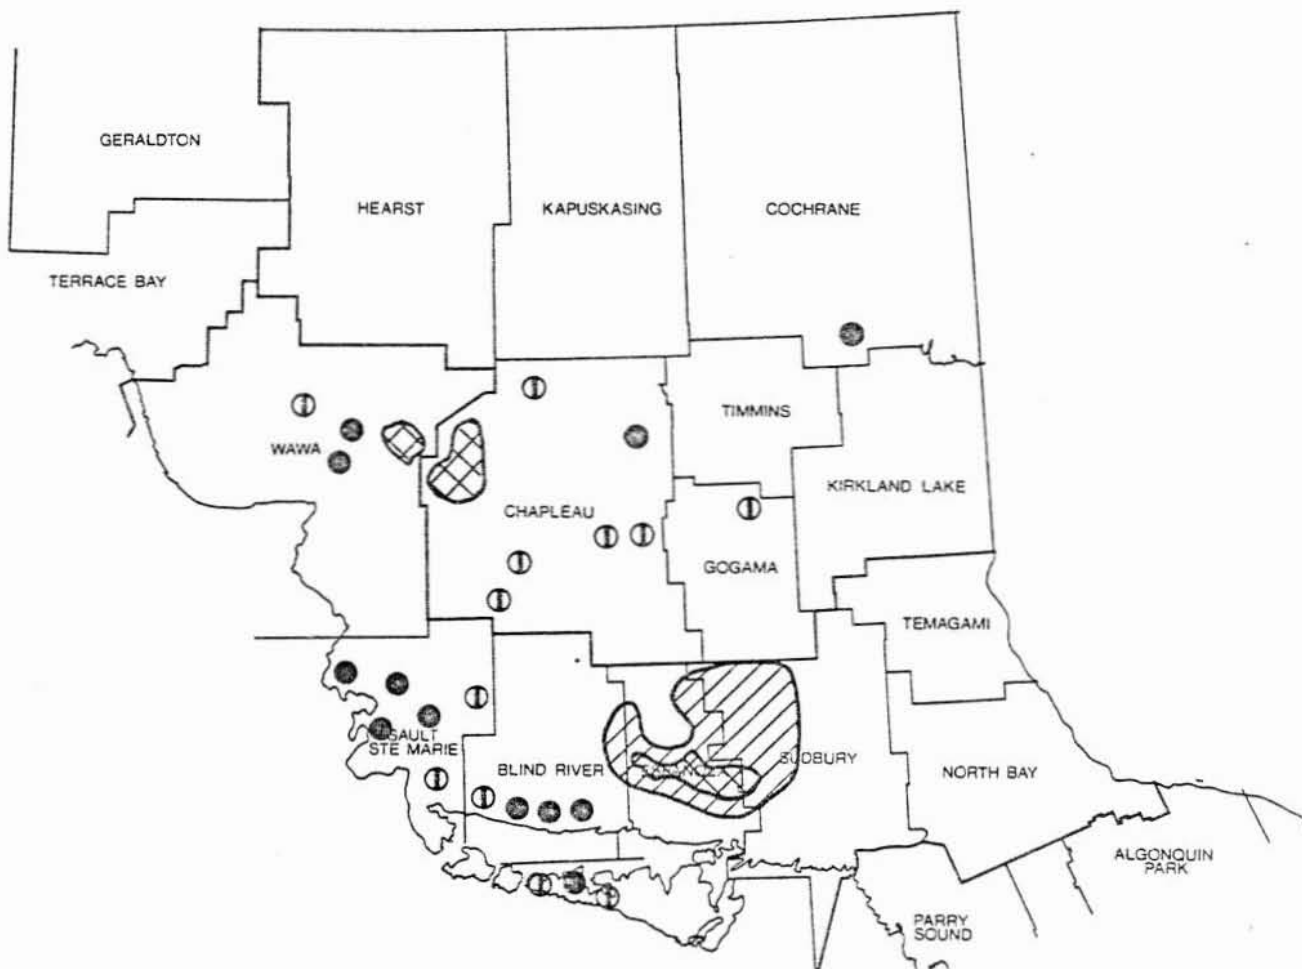 GERALDTON
HEARST
KAPUSKASING
COCHRANE
TERRACE BAY
TIMMINS
WAWA
KIRKLAND LAKE
CHAPLEAU
GOGAMA
TEMAGAMI
SAULT
STE MARIE
BLIND RIVER
SUDBURY
NORTH BAY
ALGONQUIN
PARK
PARRY
SOUND